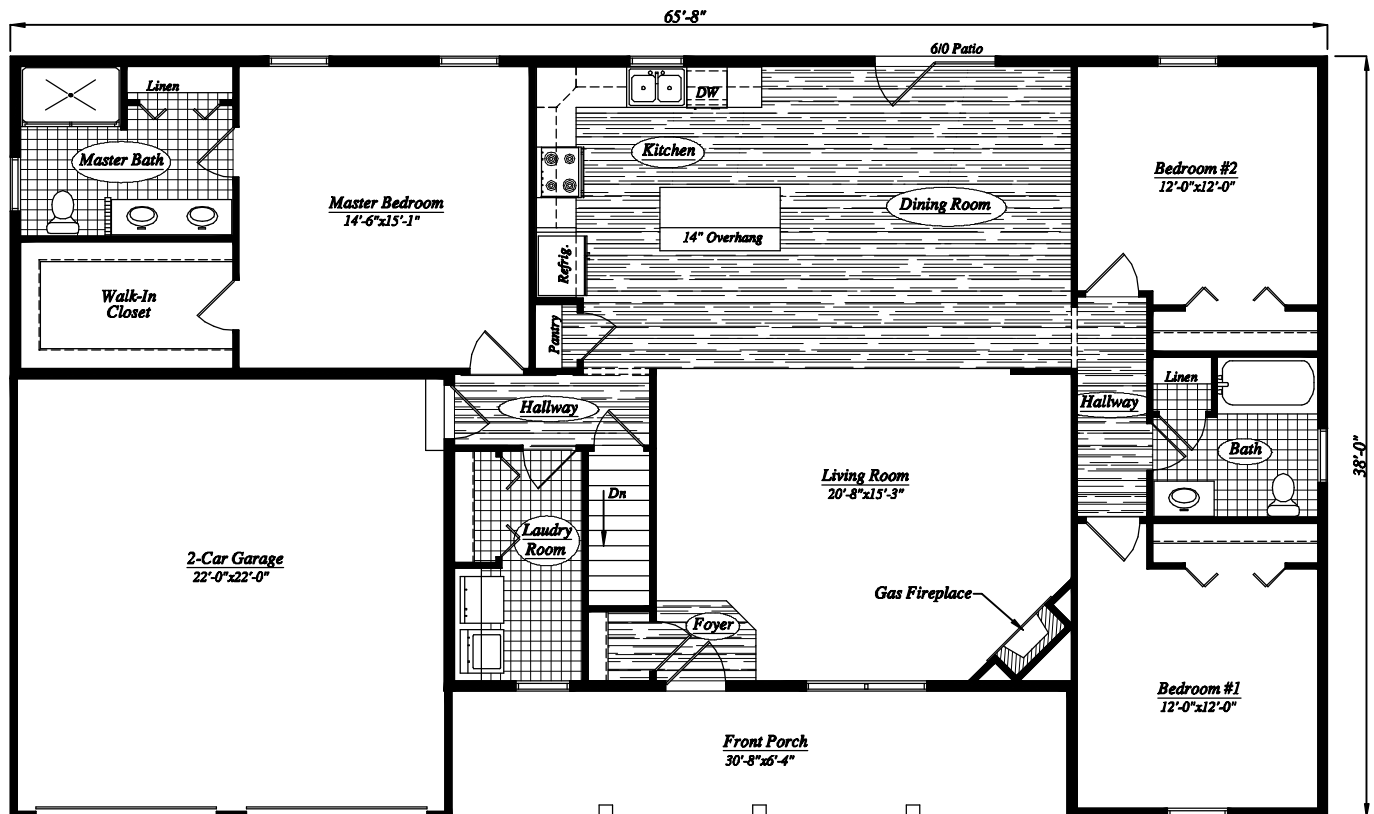 65'-8"
6/0 Patio
Linen
DW
Master Bath
Kitchen
Bedroom #2
12'-0"x12'-0"
Master Bedroom
14'-6"x15'-1"
Dining Room
14" Overhang
Refrig.
Walk-In
Closet
Pantry
Linen
Hallway
Hallway
Bath
38'-0"
Living Room
20'-8"x15'-3"
Dn
Laudry
Room
2-Car Garage
22'-0"x22'-0"
Gas Fireplace
Foyer
Bedroom #1
12'-0"x12'-0"
Front Porch
30'-8"x6'-4"